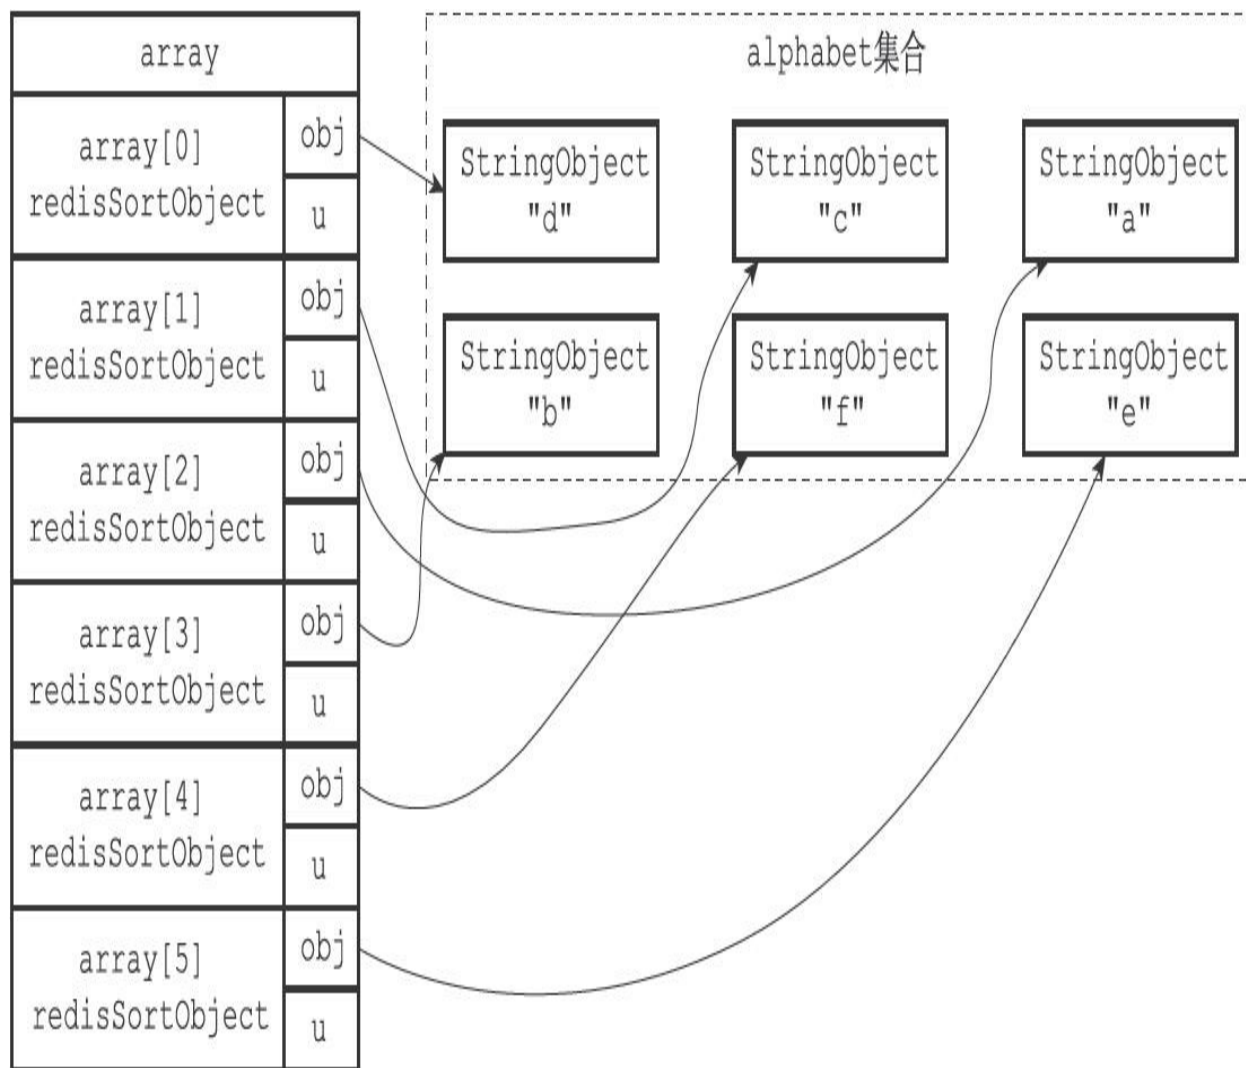 array
array[0]
redisSortObject
obj
u
array[1]
redisSortObject
obj
u
array[2]
redisSortObject
obj
u
array[3]
redisSortObject
obj
u
array[4]
redisSortObject
obj
u
array[5]
redisSortObject
obj
u
alphabet集合
StringObject
"d"
StringObject
"c"
StringObject
"a"
StringObject
"b"
StringObject
"f"
StringObject
"e"